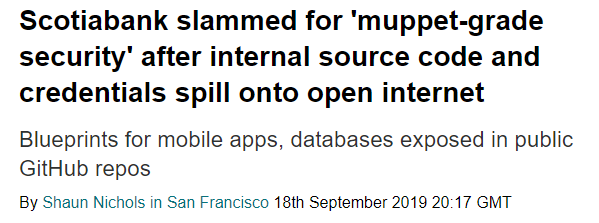 Scotiabank slammed for 'muppet-grade
security' after internal source code and
credentials spill onto open internet
Blueprints for mobile apps, databases exposed in public
GitHub repos
By Shaun Nichols in San Francisco 18th September 2019 20:17 GMT